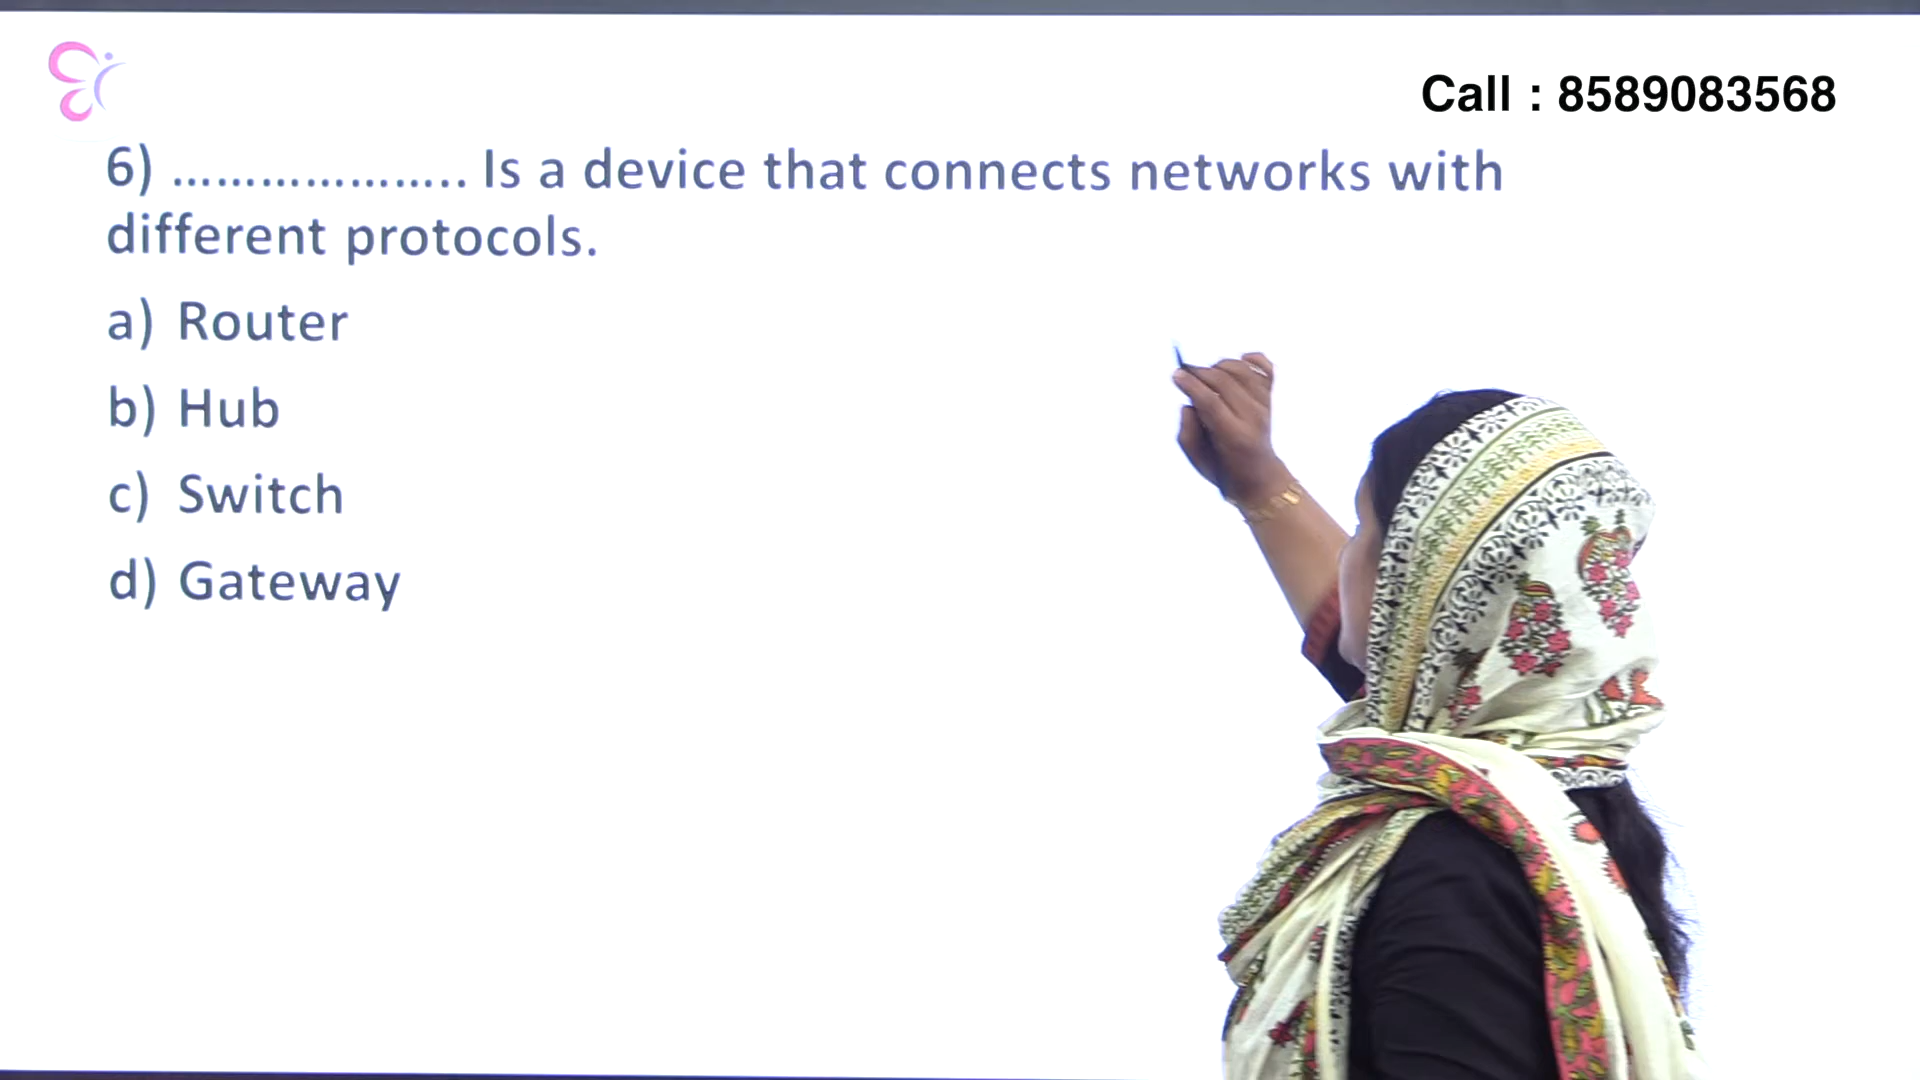 Call : 8589083568
6) ……………….. Is a device that connects networks with
different protocols.
a) Router
b) Hub
c) Switch
d) Gateway